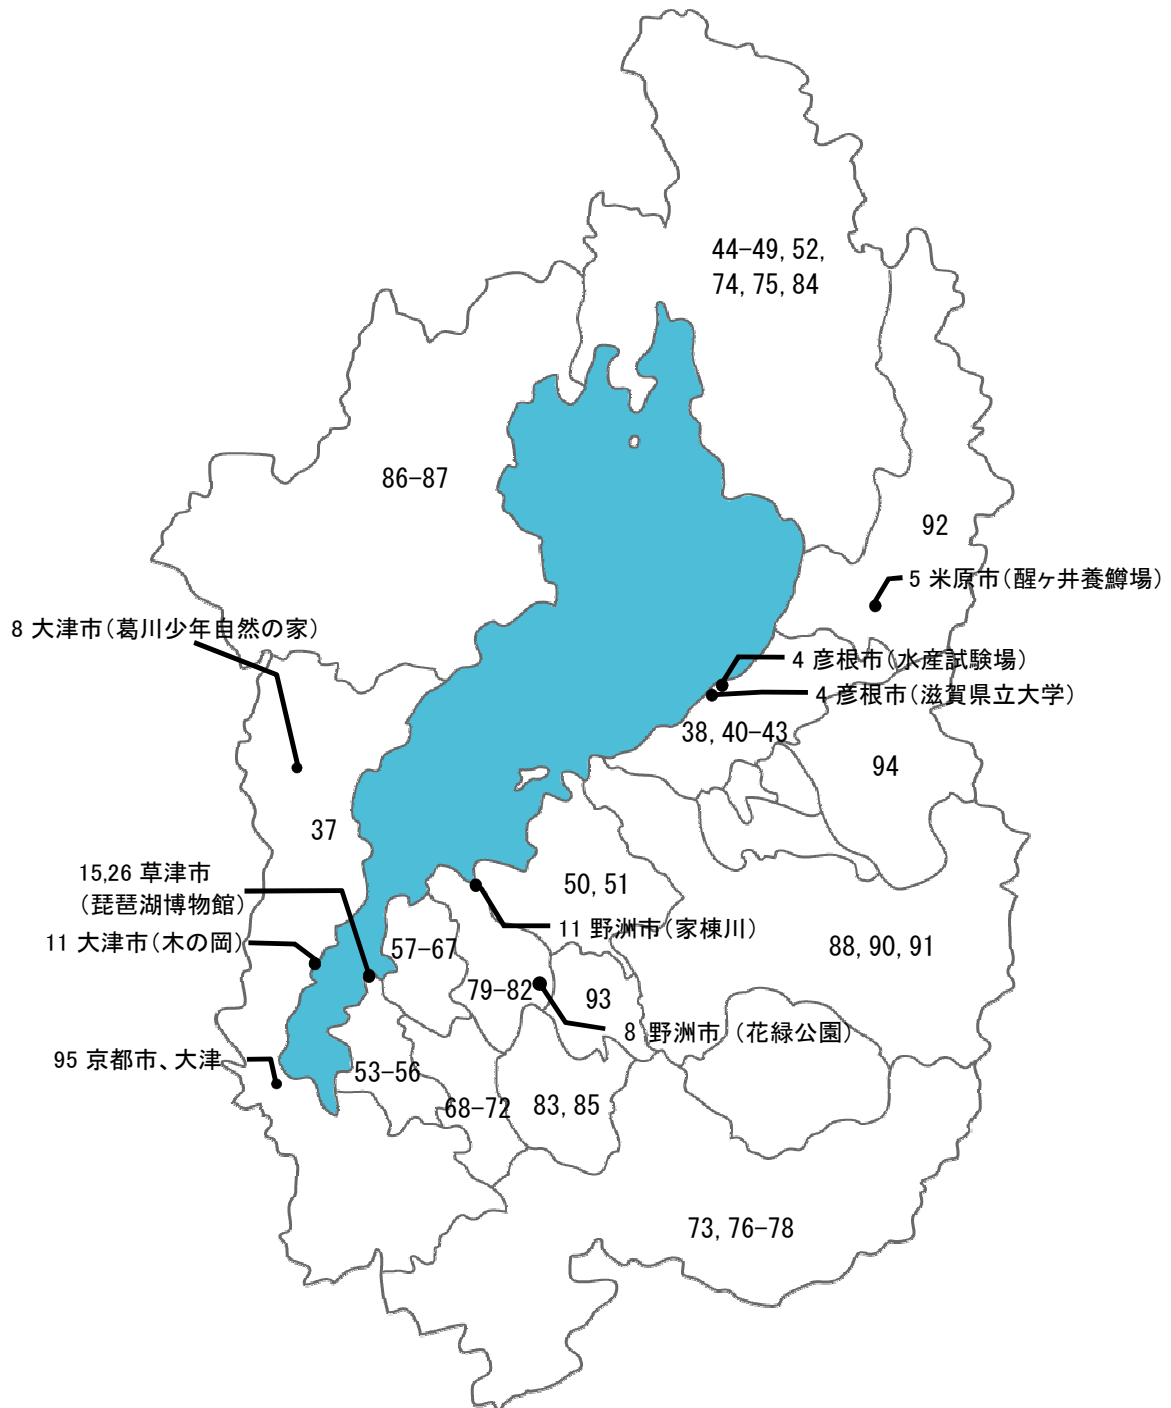 44-49, 52,
74, 75, 84
86-87
92
5 米原市(醒ヶ井養鱒場)
8 大津市(葛川少年自然の家)
4 彦根市(水産試験場)
4 彦根市(滋賀県立大学)
38, 40-43
94
37
15,26 草津市
(琵琶湖博物館)
50, 51
11 野洲市(家棟川)
11 大津市(木の岡)
57-67
88, 90, 91
79-82
93
8 野洲市 (花緑公園)
95 京都市、大津
53-56
68-72
83, 85
73, 76-78